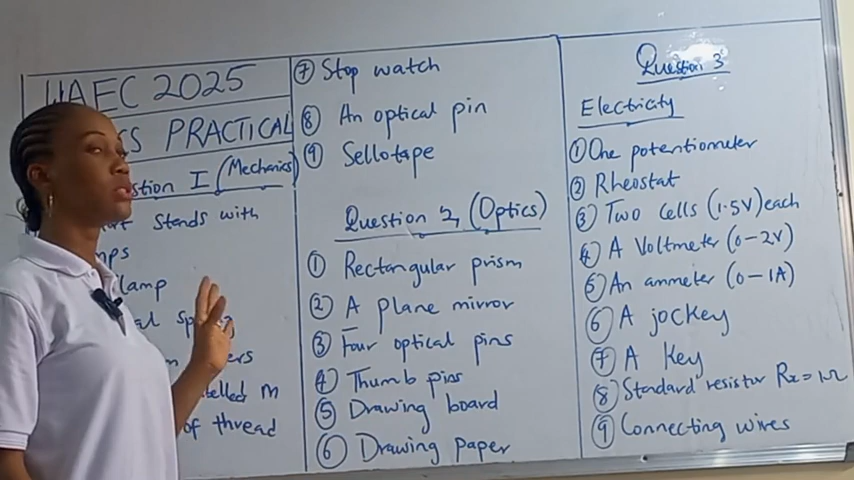 WAEC 2025
PRACTICAL
I (Mechanics)
stands with
of thread
⑦ Stop watch
⑧ An optical pin
⑨ Sellotape
Question 2, (Optics)
① Rectangular prism
② A plane mirror
③ Four optical pins
④ Thumb pins
⑤ Drawing board
⑥ Drawing paper
Question 3
Electricity
① One potentiometer
② Rheostat
③ Two cells (1.5V) each
④ A Voltmeter (0-2V)
⑤ An ammeter (0-1A)
⑥ A jockey
⑦ A key
⑧ Standard resistor Rx = 1Ω
⑨ Connecting wires